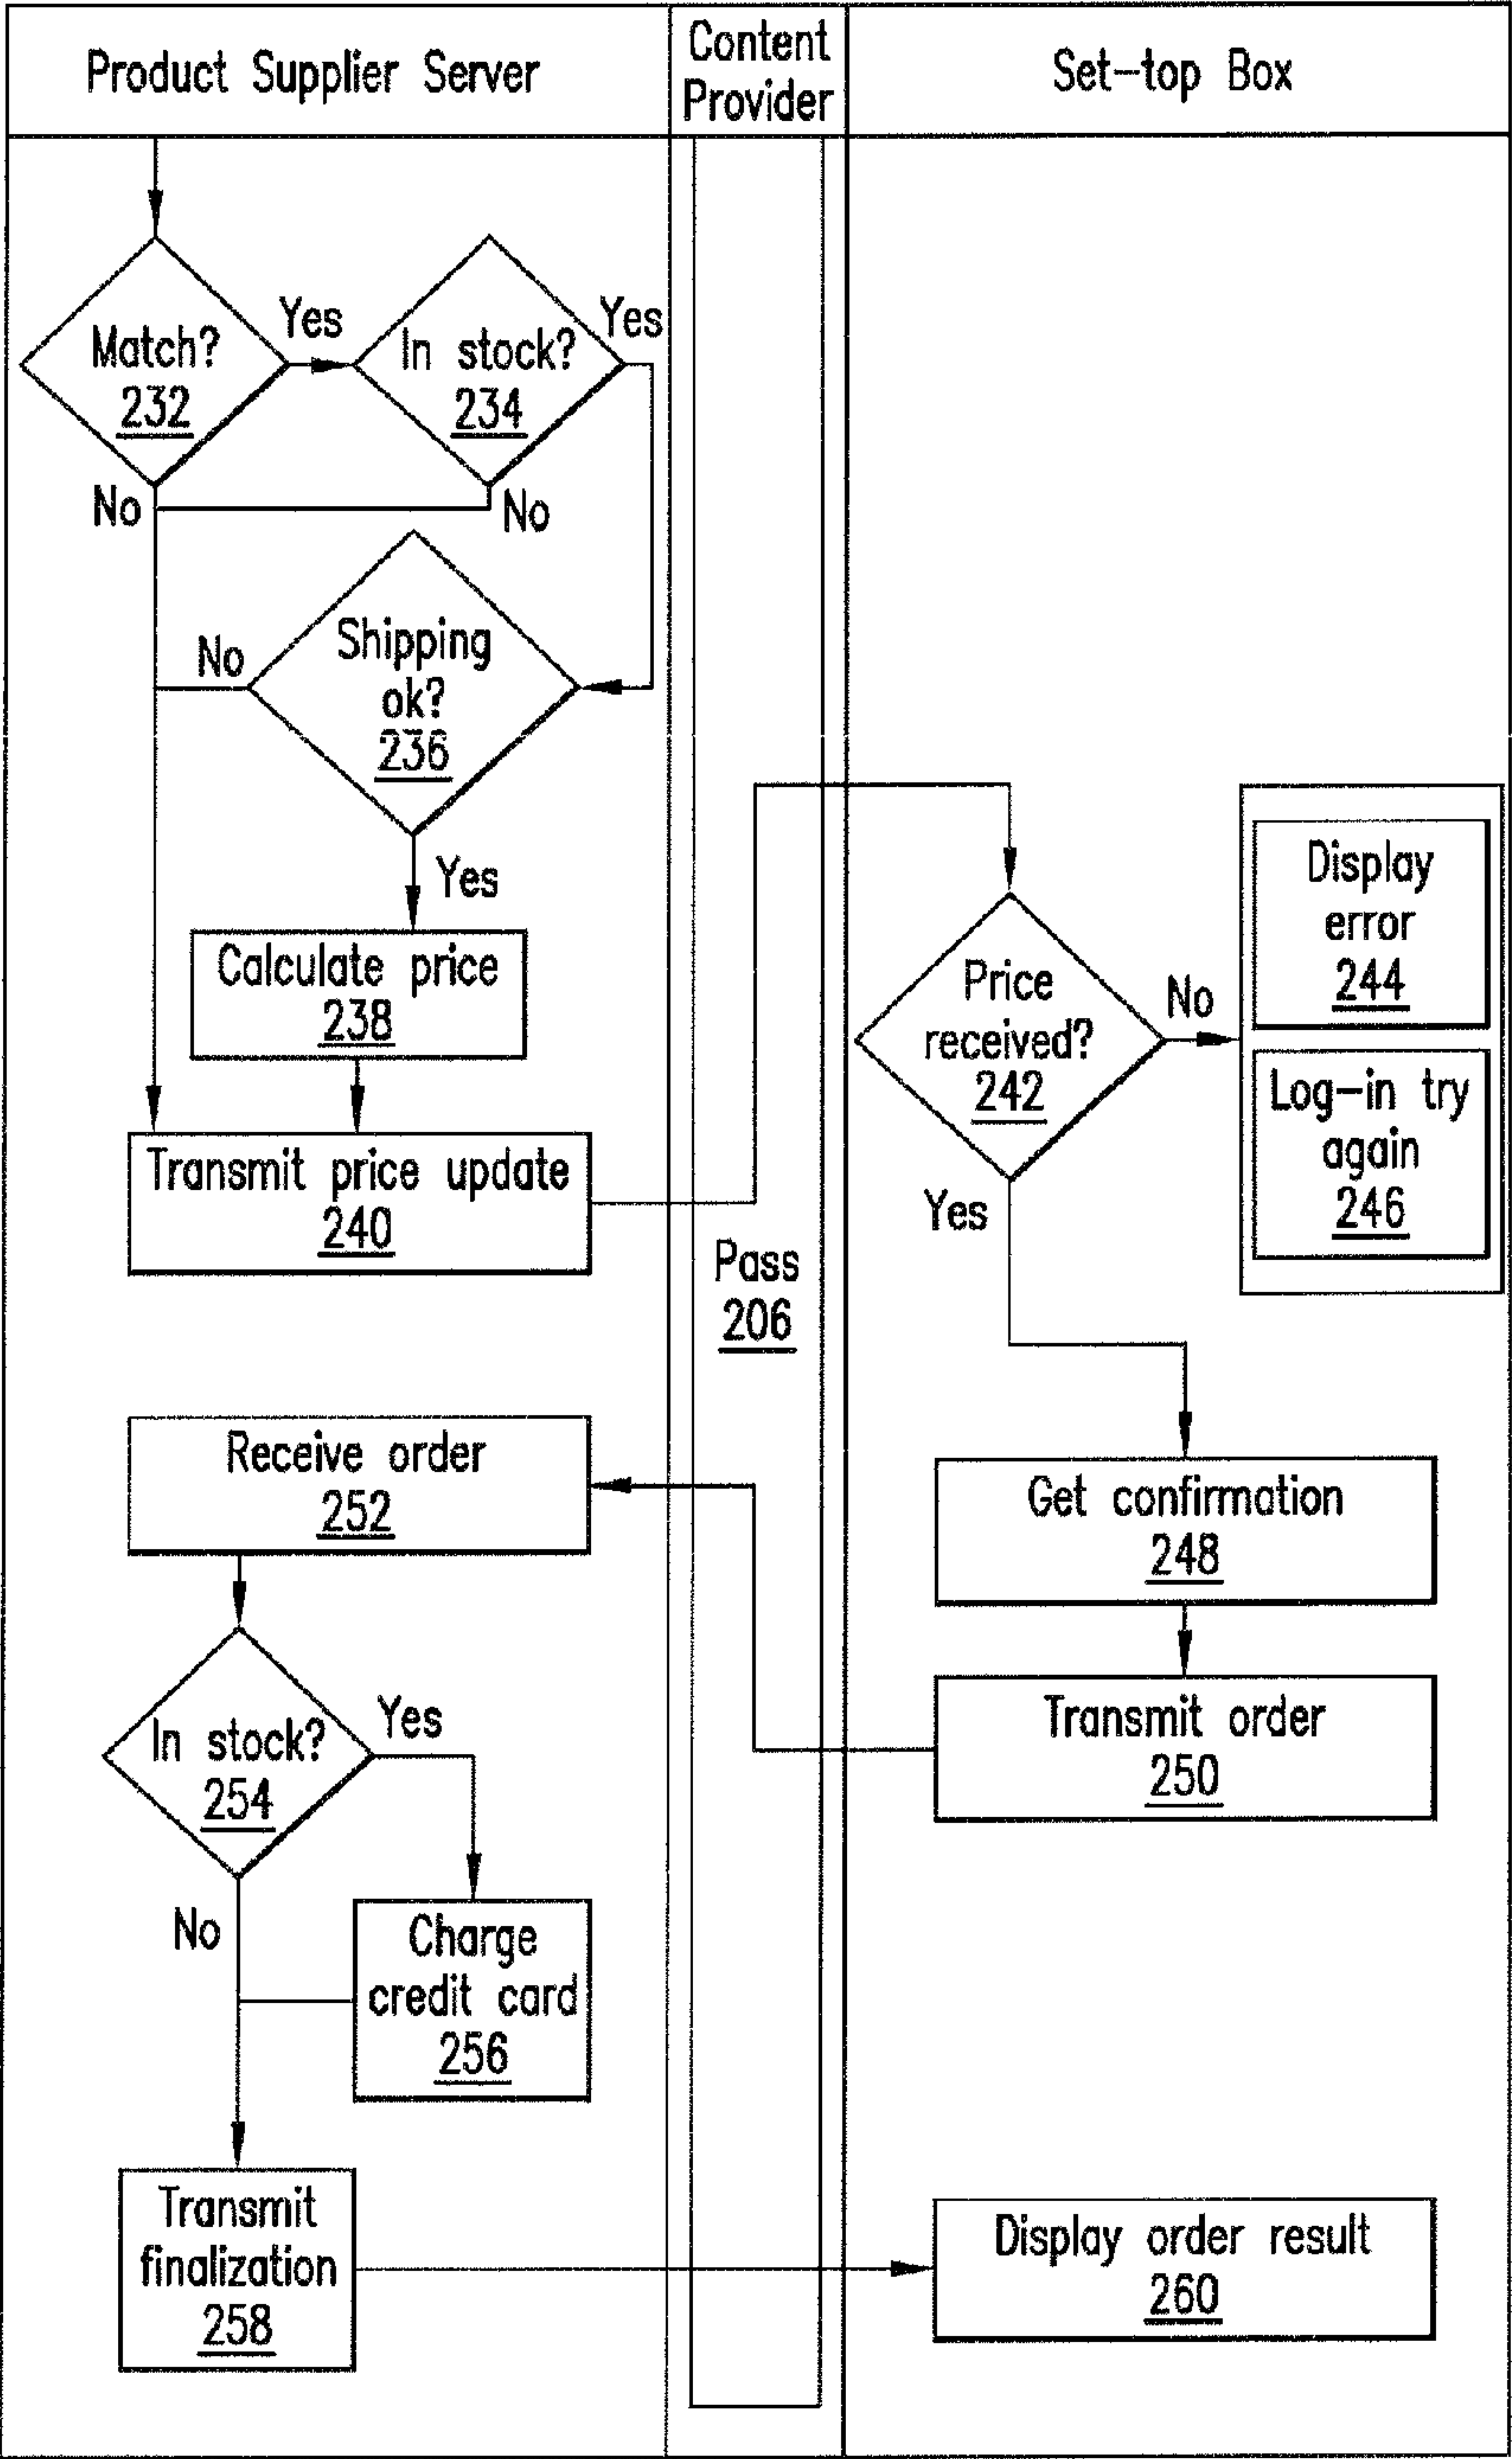 Product Supplier Server
Content
Provider
Set-top Box
Match?
232
Yes
In stock?
234
Yes
No
No
Shipping
ok?
236
No
Yes
Calculate price
238
Transmit price update
240
Pass
206
Price
received?
242
No
Yes
Display
error
244
Log-in try
again
246
Get confirmation
248
Transmit order
250
Receive order
252
In stock?
254
Yes
No
Charge
credit card
256
Transmit
finalization
258
Display order result
260